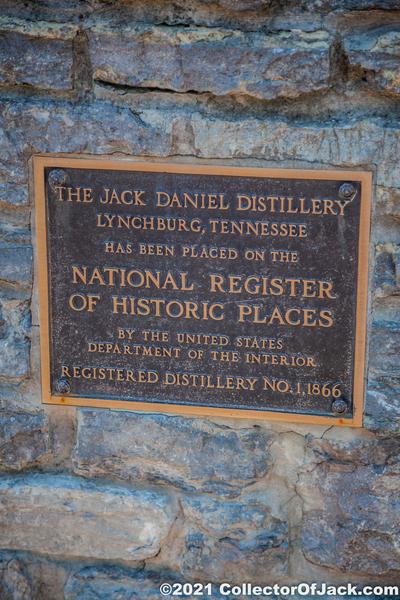 THE JACK DANIEL DISTILLERY
LYNCHBURG, TENNESSEE
HAS BEEN PLACED ON THE
NATIONAL REGISTER
OF HISTORIC PLACES
BY THE UNITED STATES
DEPARTMENT OF THE INTERIOR
REGISTERED DISTILLERY NO. 1, 1866
©2021 CollectorOfJack.com